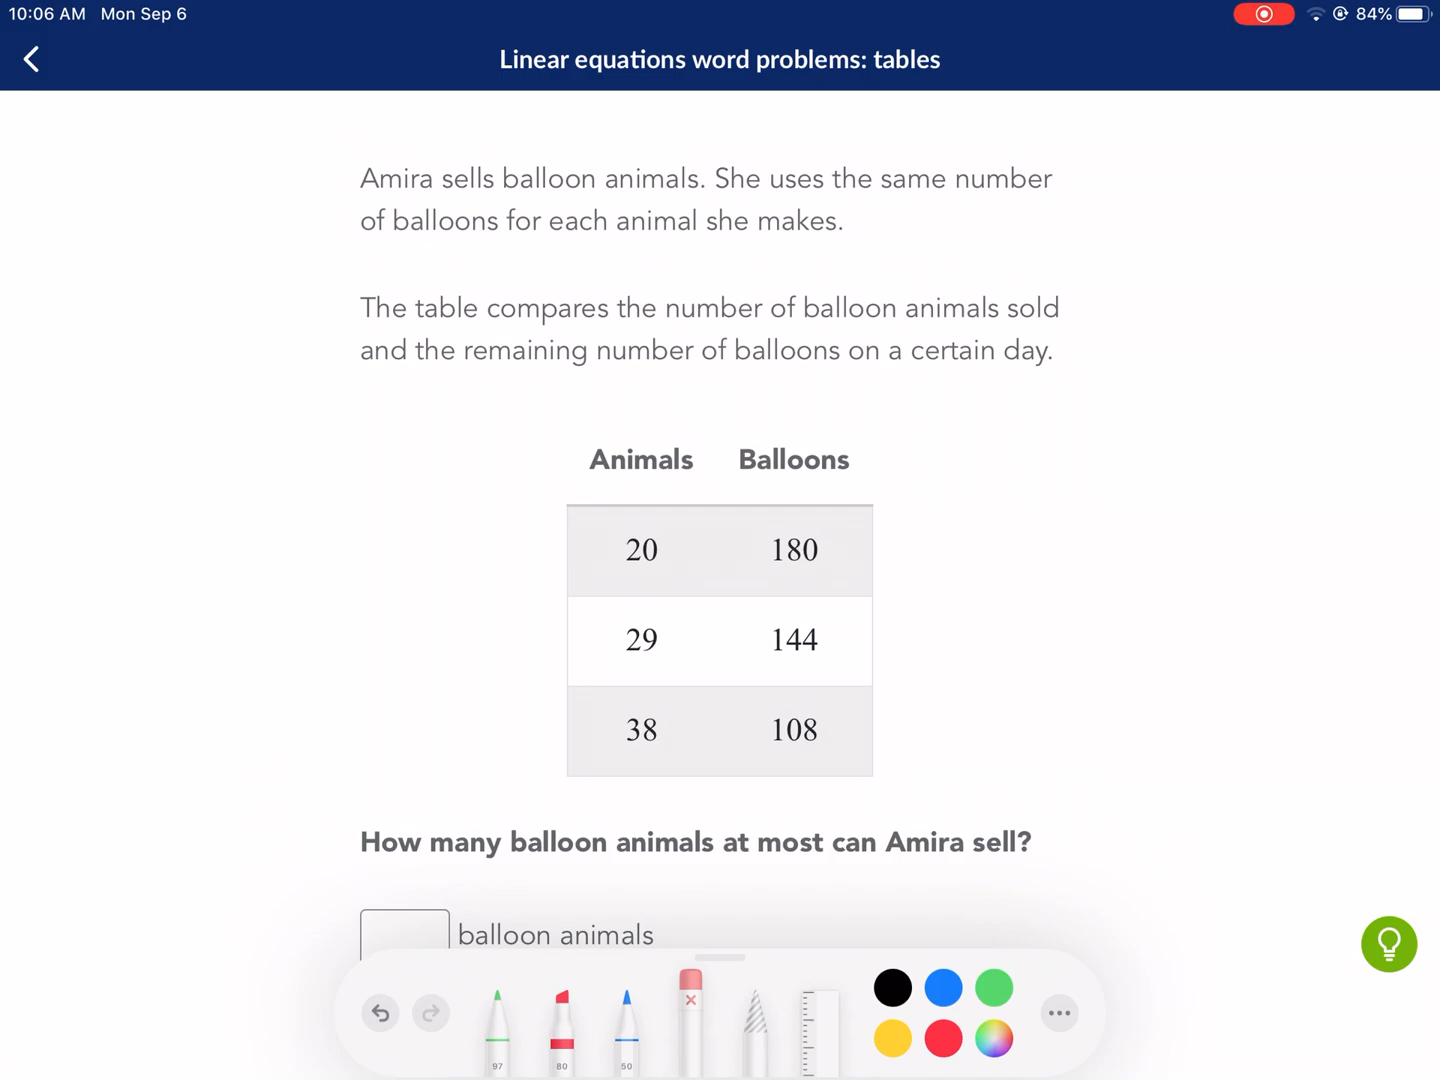 10:06 AM Mon Sep 6 84%
Linear equations word problems: tables
Amira sells balloon animals. She uses the same number
of balloons for each animal she makes.
The table compares the number of balloon animals sold
and the remaining number of balloons on a certain day.
Animals Balloons
20 180
29 144
38 108
How many balloon animals at most can Amira sell?
balloon animals
97 80 50